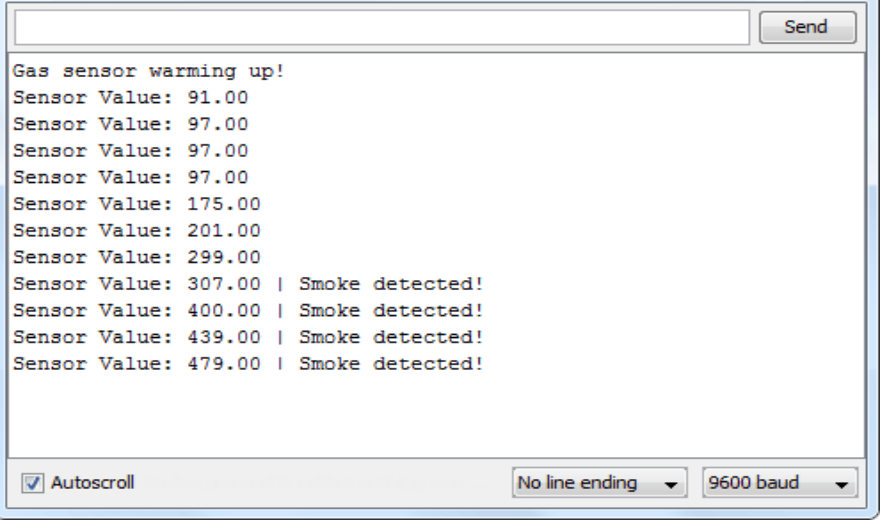 Send
Gas sensor warming up!
Sensor Value: 91.00
Sensor Value: 97.00
Sensor Value: 97.00
Sensor Value: 97.00
Sensor Value: 175.00
Sensor Value: 201.00
Sensor Value: 299.00
Sensor Value: 307.00 | Smoke detected!
Sensor Value: 400.00 | Smoke detected!
Sensor Value: 439.00 | Smoke detected!
Sensor Value: 479.00 | Smoke detected!
Autoscroll No line ending 9600 baud